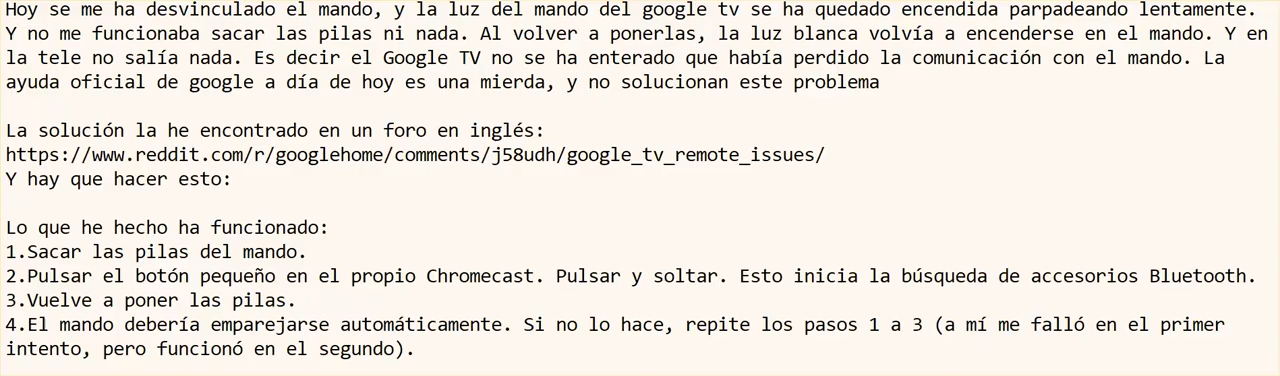 Hoy se me ha desvinculado el mando, y la luz del mando del google tv se ha quedado encendida parpadeando lentamente.
Y no me funcionaba sacar las pilas ni nada. Al volver a ponerlas, la luz blanca volvía a encenderse en el mando. Y en
la tele no salía nada. Es decir el Google TV no se ha enterado que había perdido la comunicación con el mando. La
ayuda oficial de google a día de hoy es una mierda, y no solucionan este problema
La solución la he encontrado en un foro en inglés:
https://www.reddit.com/r/googlehome/comments/j58udh/google_tv_remote_issues/
Y hay que hacer esto:
Lo que he hecho ha funcionado:
1.Sacar las pilas del mando.
2.Pulsar el botón pequeño en el propio Chromecast. Pulsar y soltar. Esto inicia la búsqueda de accesorios Bluetooth.
3.Vuelve a poner las pilas.
4.El mando debería emparejarse automáticamente. Si no lo hace, repite los pasos 1 a 3 (a mí me falló en el primer
intento, pero funcionó en el segundo).